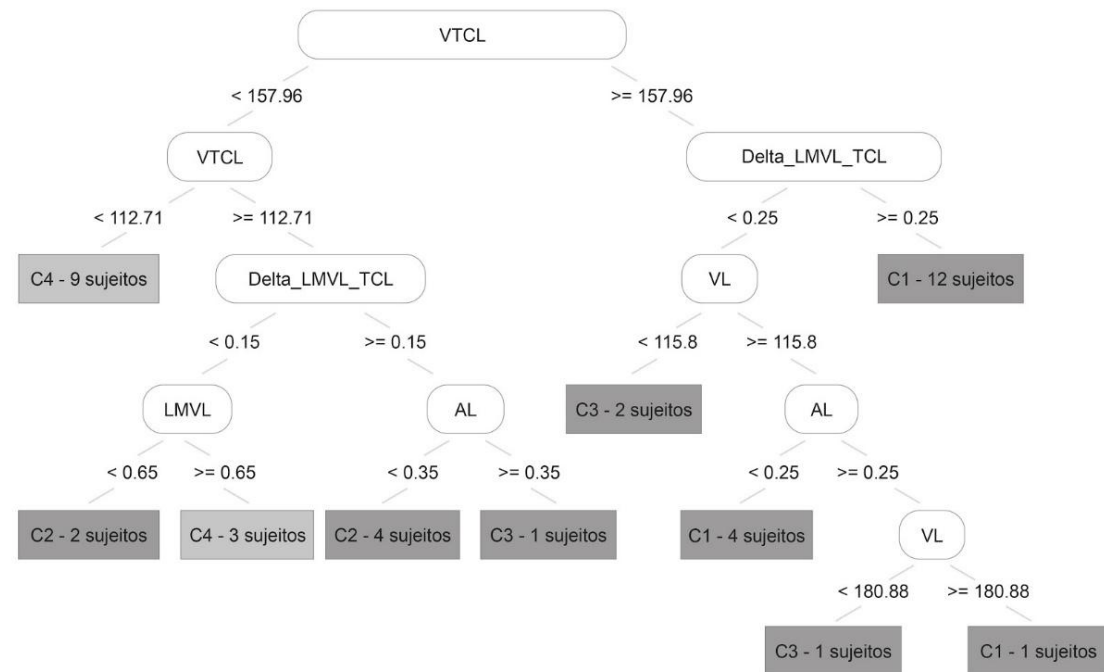 VTCL
< 157.96 >= 157.96
VTCL Delta_LMVL_TCL
< 112.71 >= 112.71 < 0.25 >= 0.25
C4 - 9 sujeitos Delta_LMVL_TCL VL C1 - 12 sujeitos
< 0.15 >= 0.15 < 115.8 >= 115.8
LMVL AL C3 - 2 sujeitos AL
< 0.65 >= 0.65 < 0.35 >= 0.35 < 0.25 >= 0.25
C2 - 2 sujeitos C4 - 3 sujeitos C2 - 4 sujeitos C3 - 1 sujeitos C1 - 4 sujeitos VL
< 180.88 >= 180.88
C3 - 1 sujeitos C1 - 1 sujeitos